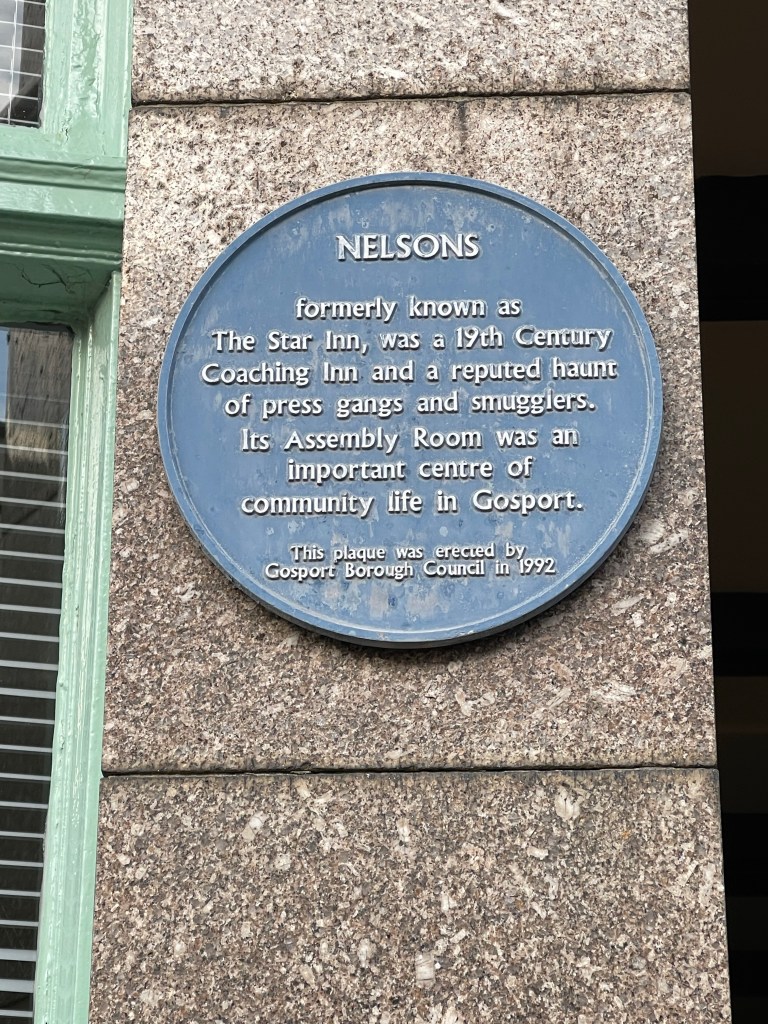 NELSONS
formerly known as
The Star Inn, was a 19th Century
Coaching Inn and a reputed haunt
of press gangs and smugglers.
Its Assembly Room was an
important centre of
community life in Gosport.
This plaque was erected by
Gosport Borough Council in 1992